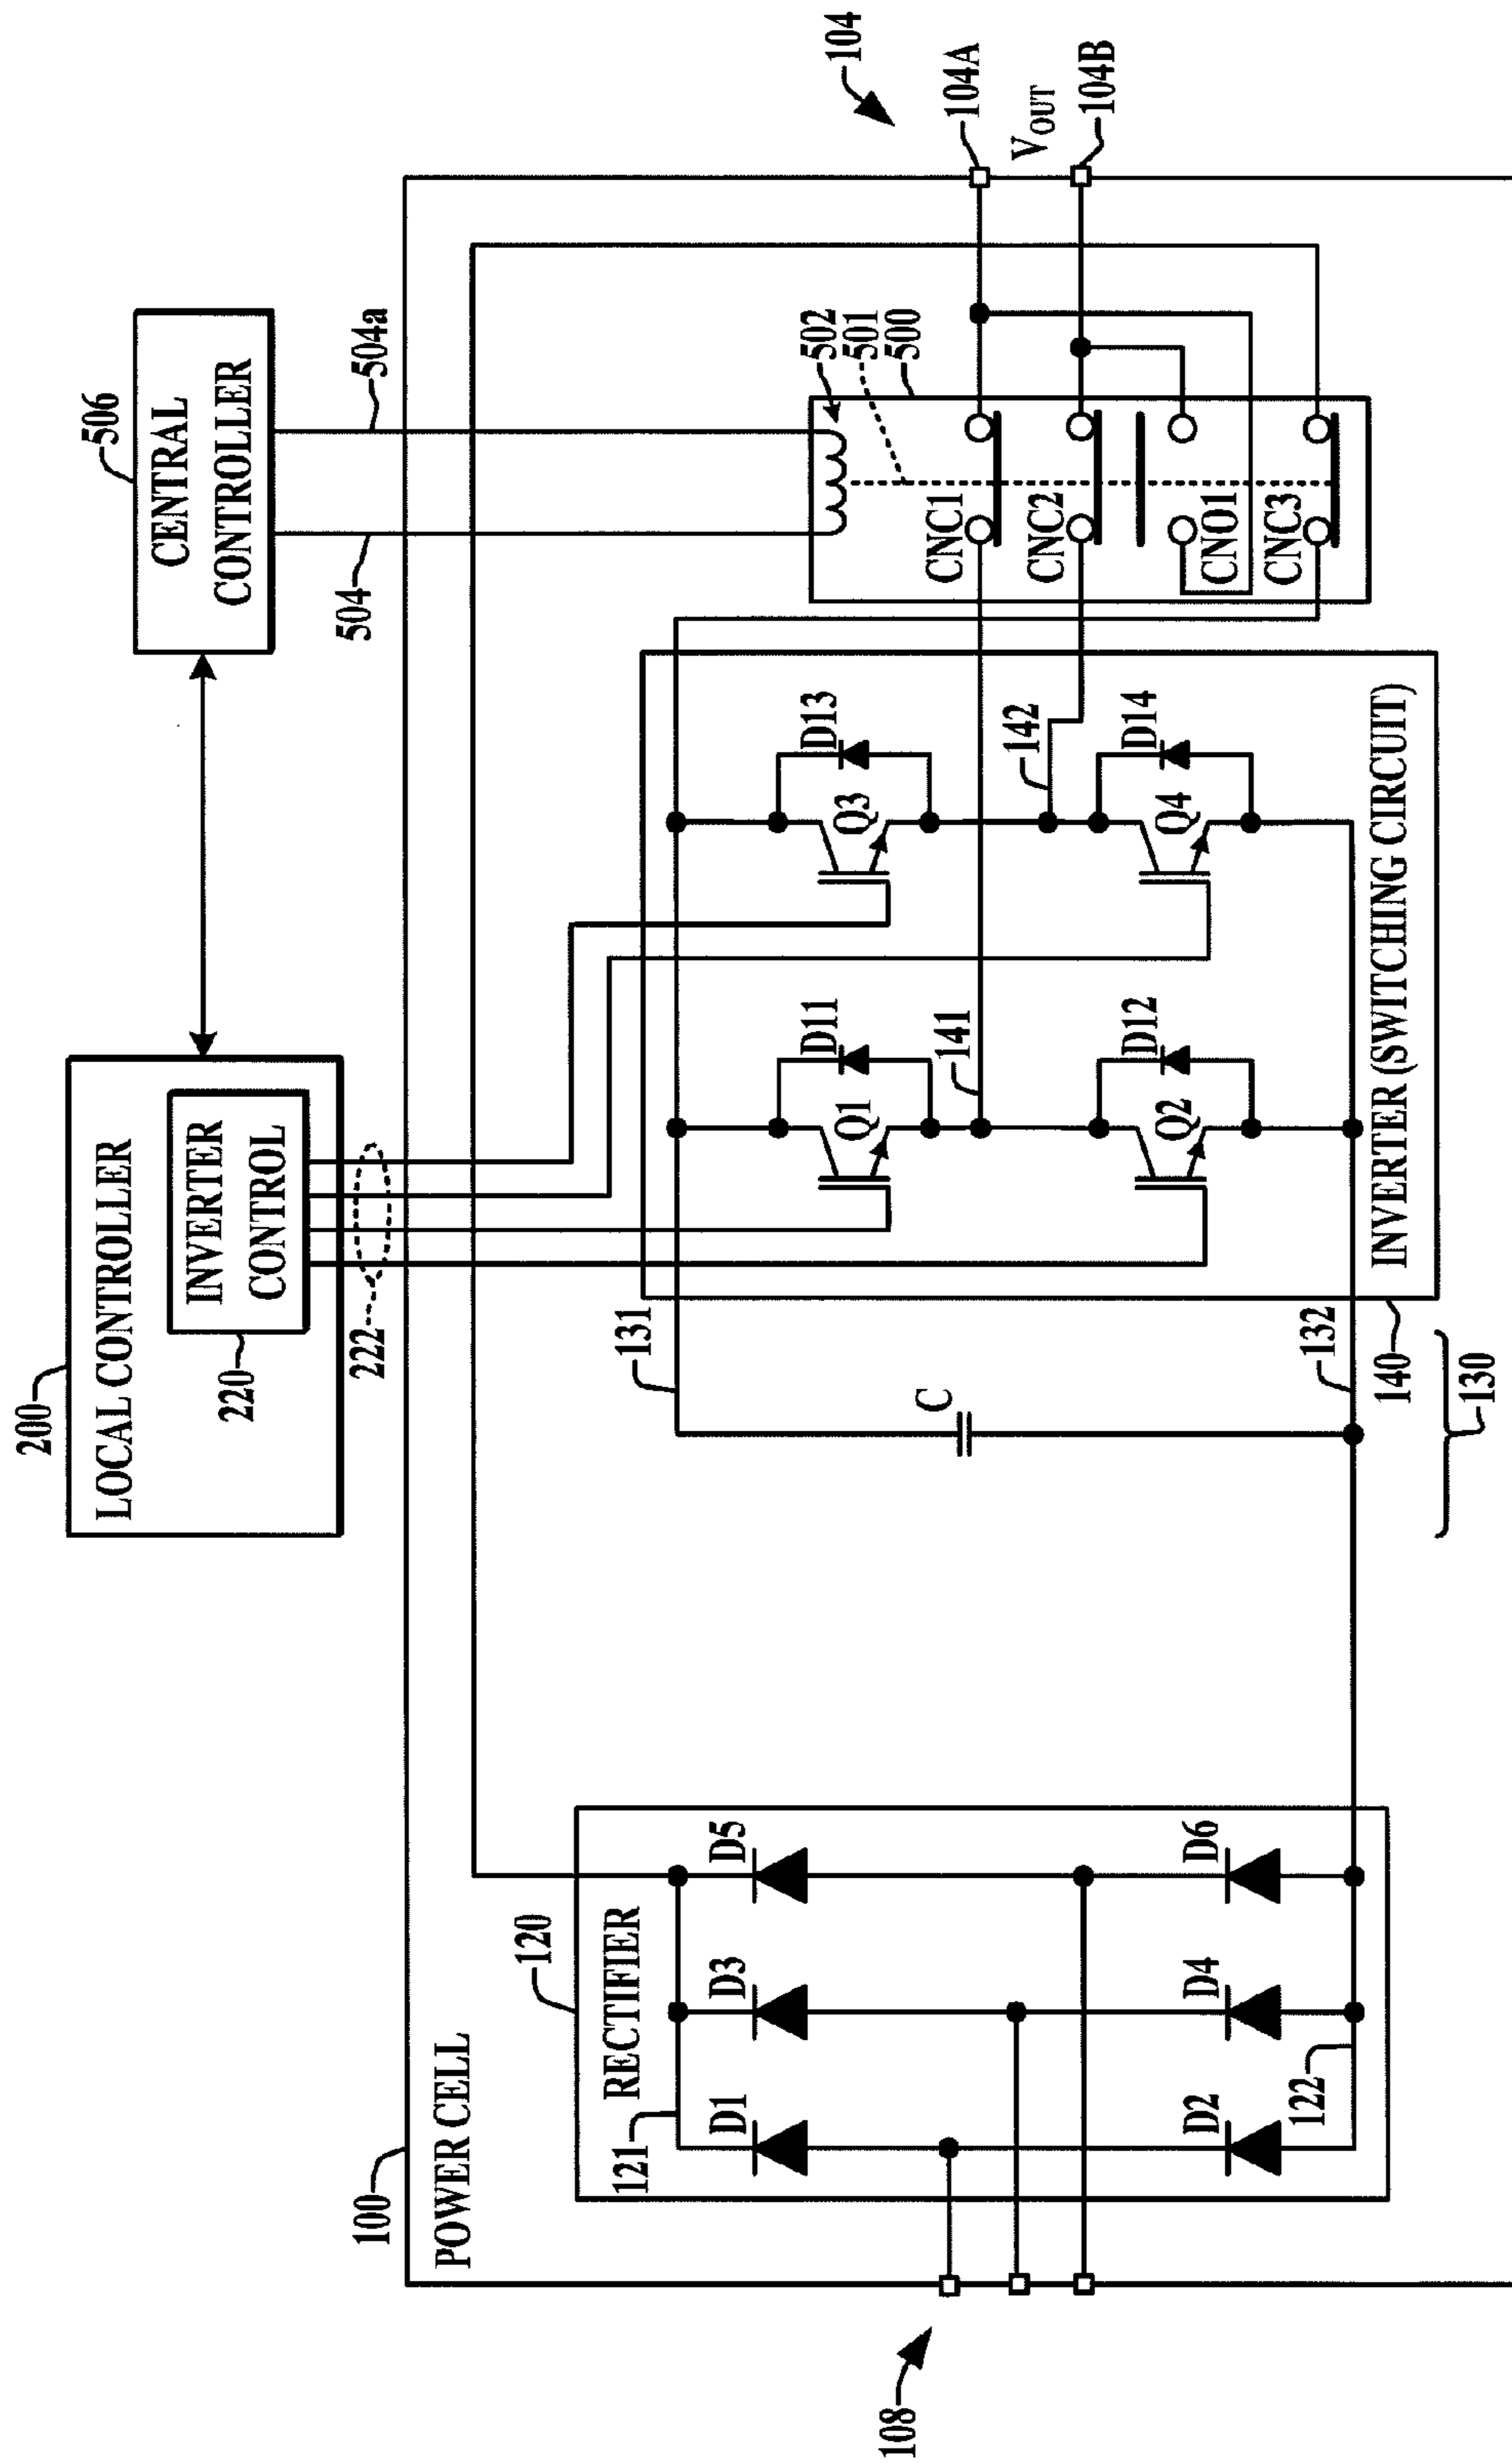 200
LOCAL CONTROLLER
INVERTER
CONTROL
220
222
506
CENTRAL
CONTROLLER
504
504a
100
POWER CELL
104
104A
V_OUT
104B
108
120
RECTIFIER
121
D1
D3
D5
D2
D4
D6
122
131
C
132
130
140
INVERTER (SWITCHING CIRCUIT)
Q1
D11
Q3
D13
141
142
Q2
D12
Q4
D14
502
501
500
CNC1
CNC2
CNO1
CNC3